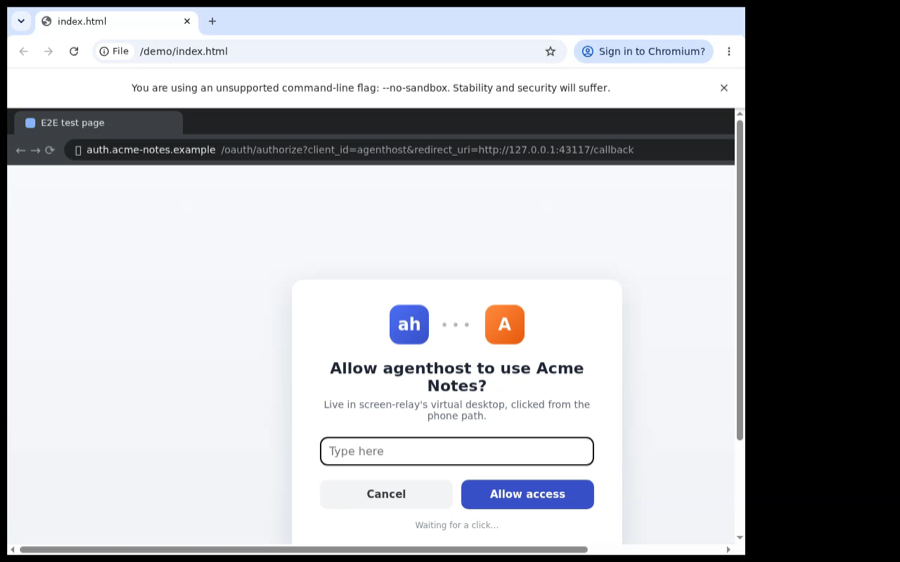 index.html
File /demo/index.html
Sign in to Chromium?
You are using an unsupported command-line flag: --no-sandbox. Stability and security will suffer.
E2E test page
auth.acme-notes.example /oauth/authorize?client_id=agenthost&redirect_uri=http://127.0.0.1:43117/callback
ah
A
Allow agenthost to use Acme
Notes?
Live in screen-relay's virtual desktop, clicked from the
phone path.
Type here
Cancel
Allow access
Waiting for a click...